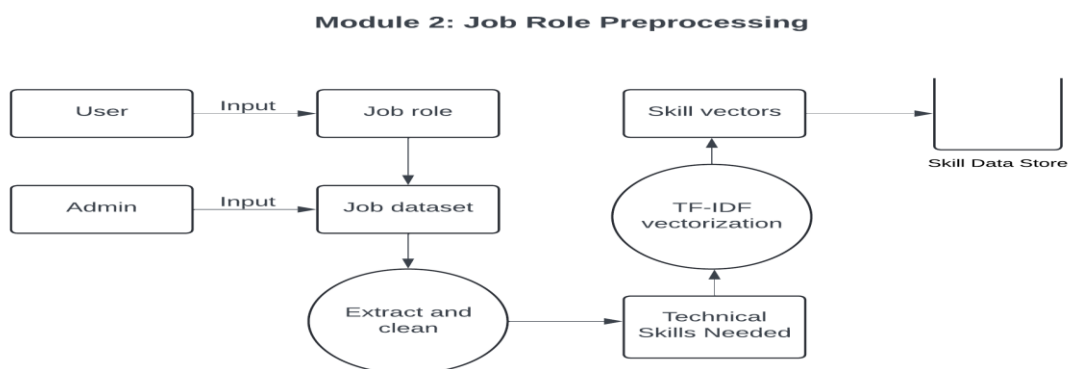 Module 2: Job Role Preprocessing
User
Input
Job role
Skill vectors
Skill Data Store
Admin
Input
Job dataset
TF-IDF
vectorization
Extract and
clean
Technical
Skills Needed